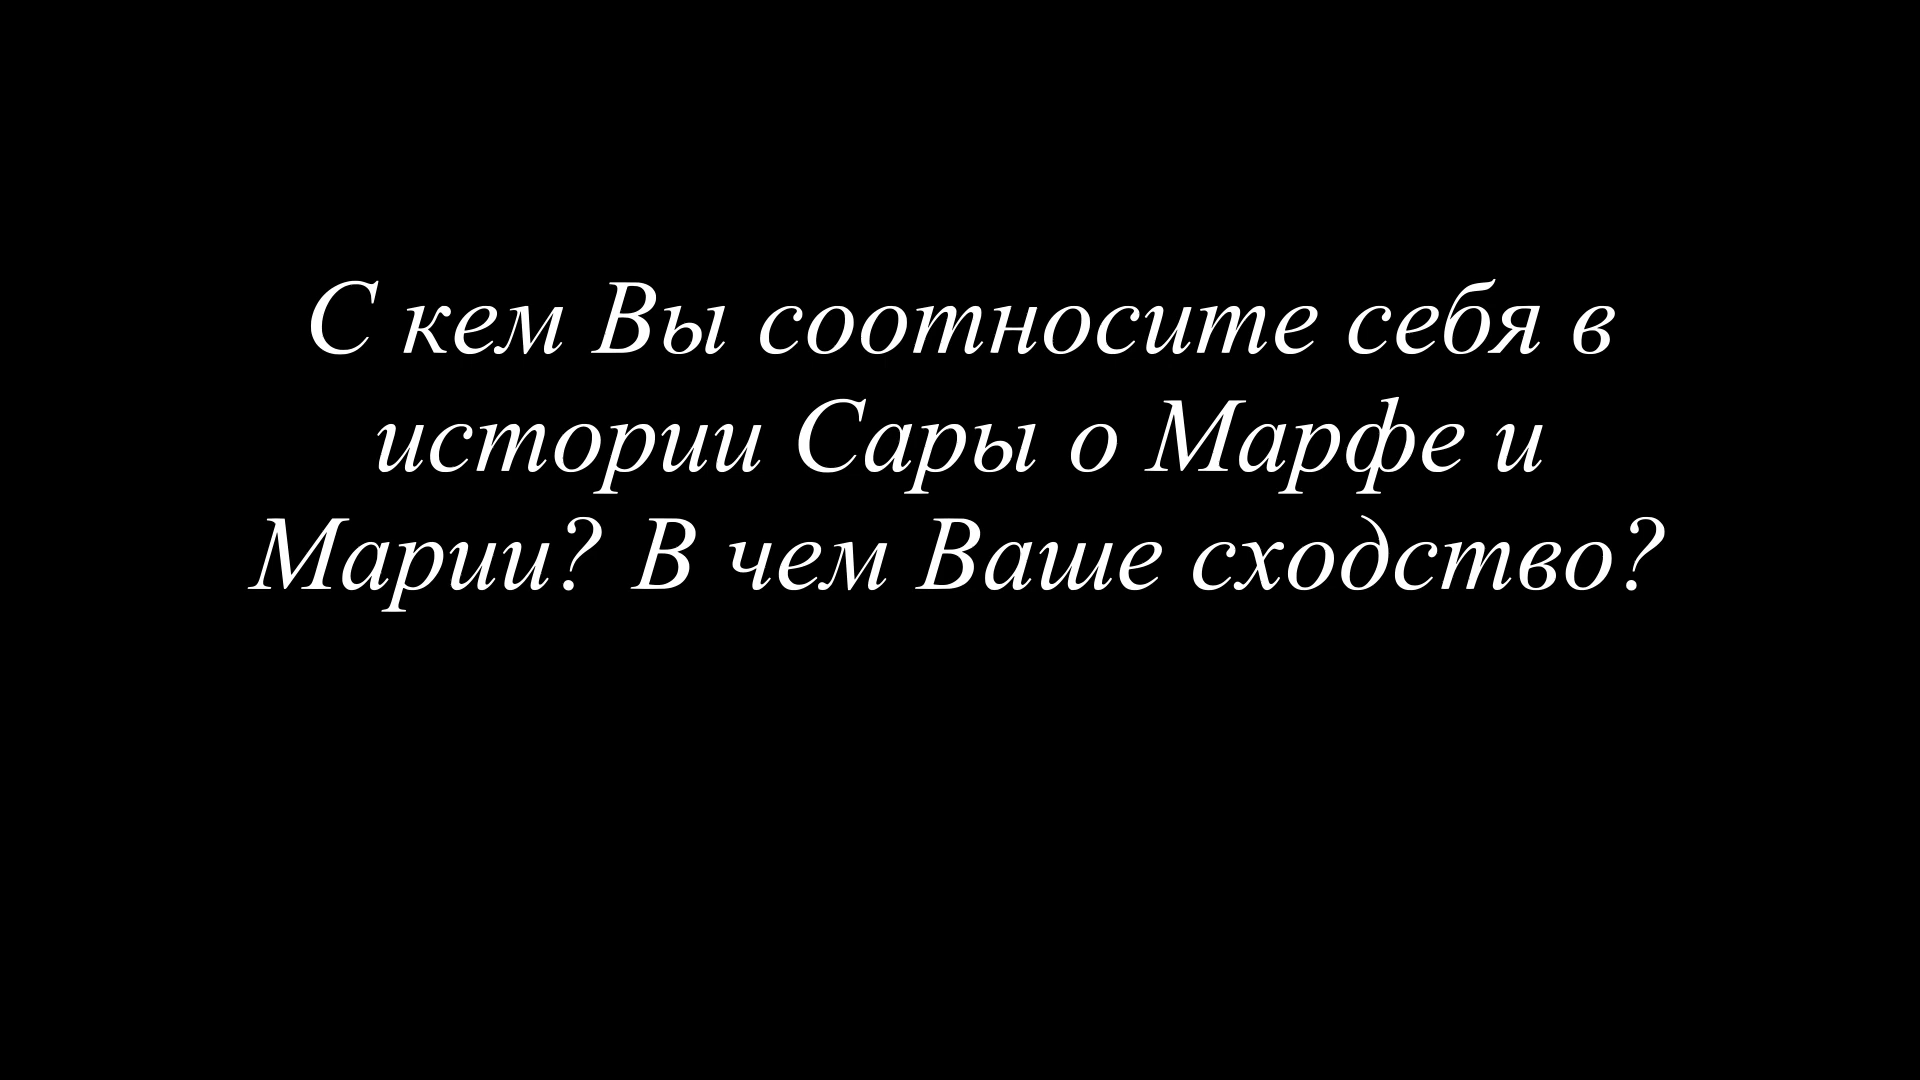 С кем Вы соотносите себя в
истории Сары о Марфе и
Марии? В чем Ваше сходство?